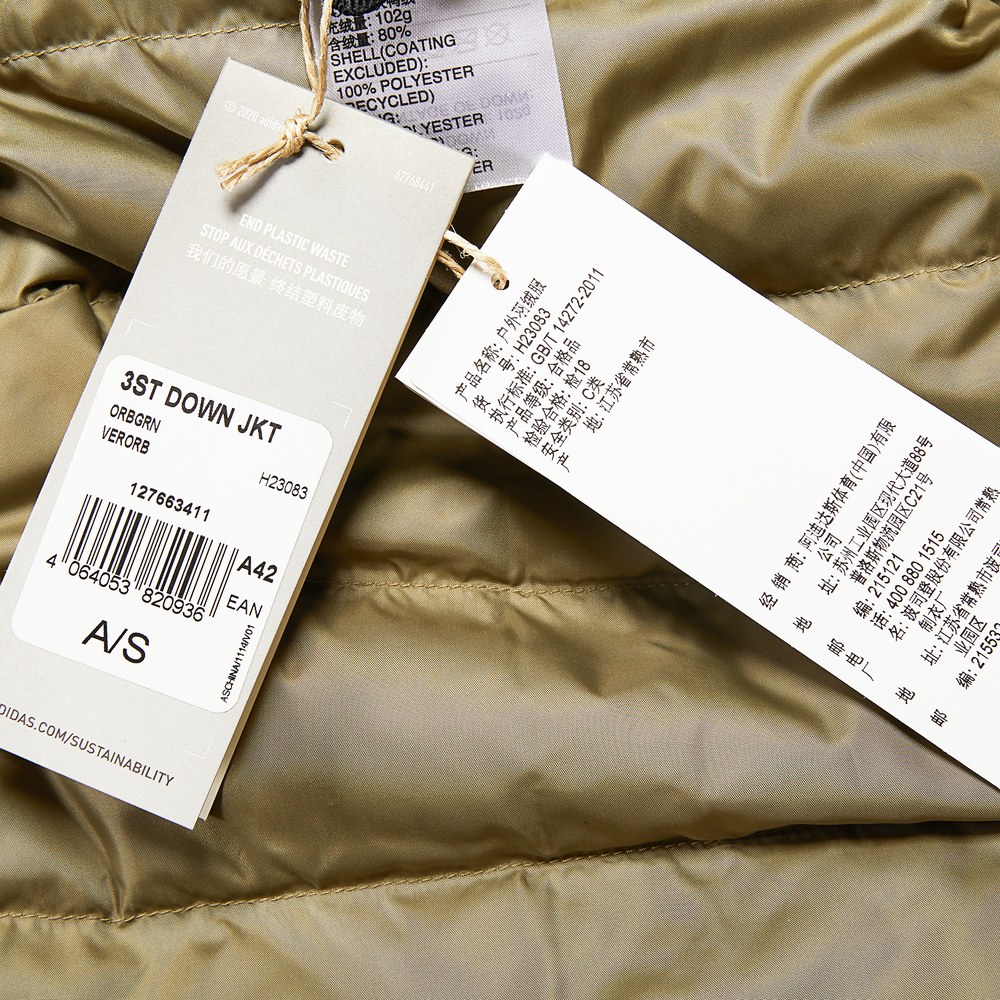 充绒量: 102g
含绒量: 80%
SHELL(COATING
EXCLUDED):
100% POLYESTER
RECYCLED)
© 2020 adidas
62768441
END PLASTIC WASTE
STOP AUX DÉCHETS PLASTIQUES
我们的愿景 终结塑料废物
3ST DOWN JKT
ORBGRN
VERORB
H23083
127663411
A42
4 064053 820936
EAN
A/S
ASCHINA/1114/V01
ADIDAS.COM/SUSTAINABILITY
产品名称: 户外羽绒服
货 号: H23083
执行标准: GB/T 14272-2011
产品等级: 合格品
检验合格: 检18
安全类别: C类
产 地: 江苏省常熟市
经 销 商: 阿迪达斯体育(中国)有限
公司
地 址: 苏州工业园区现代大道88号
普洛斯物流园区C21号
邮 编: 215121
电 话: 400 880 1515
厂 名: 波司登股份有限公司常熟
制衣厂
地 址: 江苏省常熟市波司
业园区
邮 编: 215532